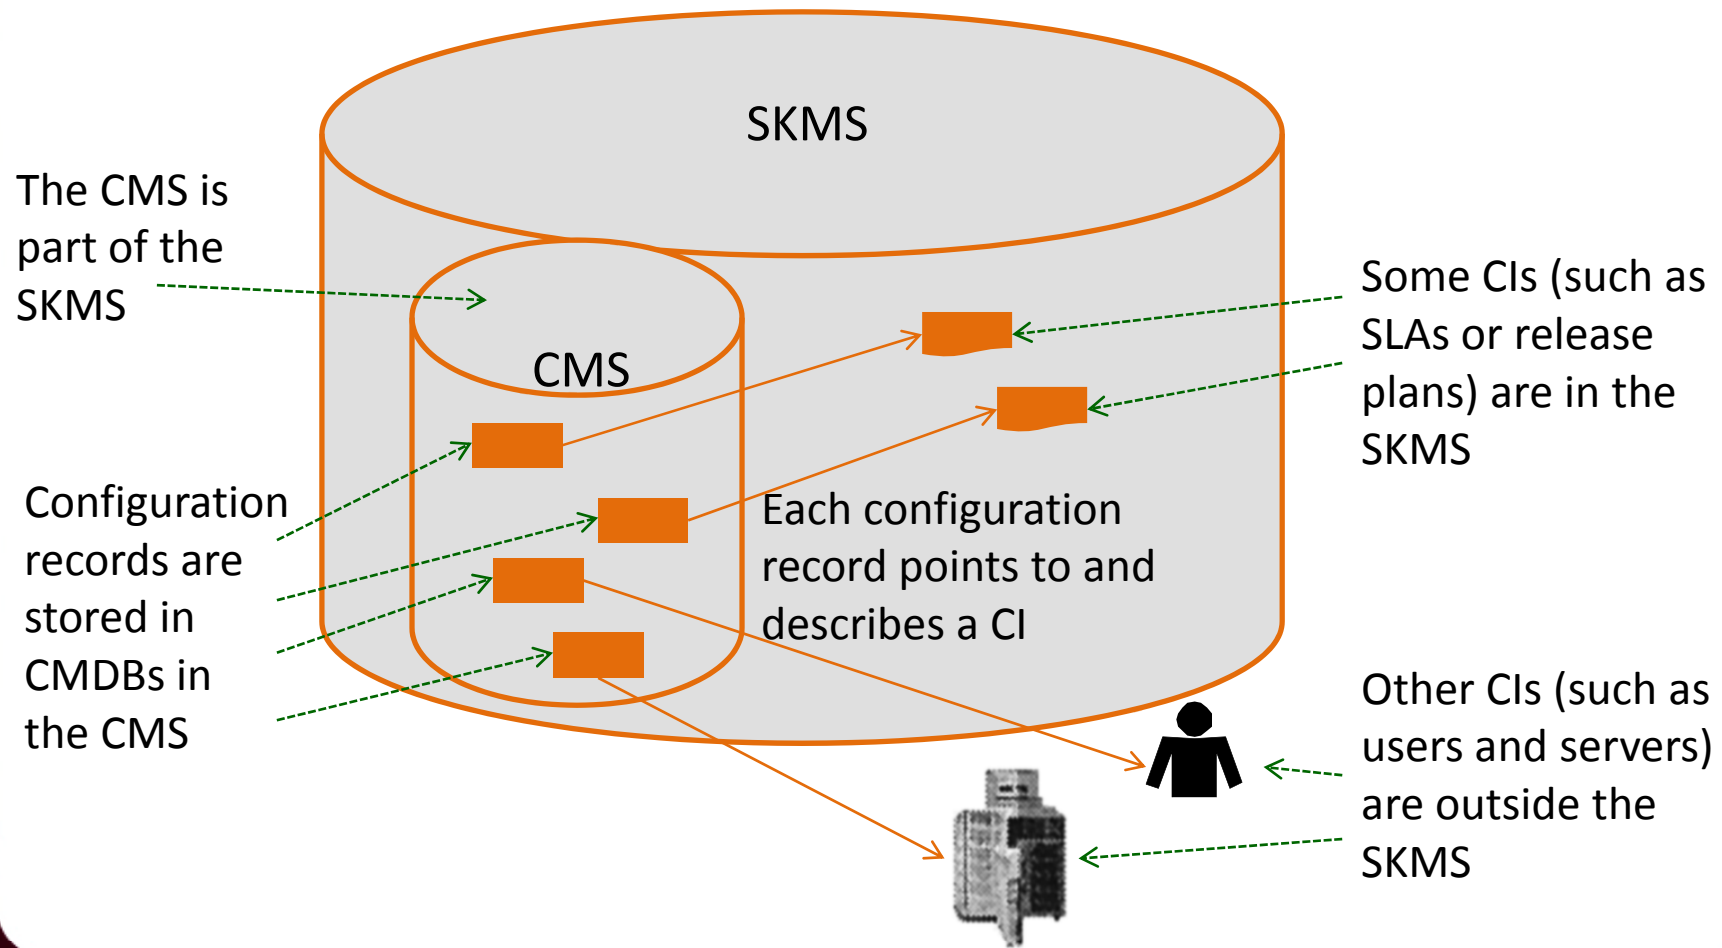 SKMS
The CMS is
part of the
SKMS
CMS
Some CIs (such as
SLAs or release
plans) are in the
SKMS
Configuration
records are
stored in
CMDBs in
the CMS
Each configuration
record points to and
describes a CI
Other CIs (such as
users and servers)
are outside the
SKMS